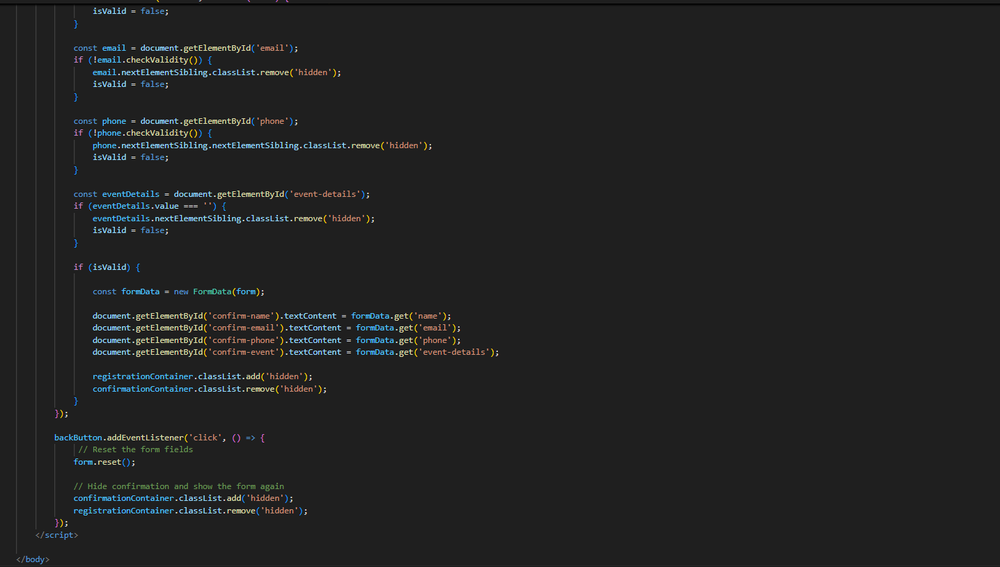 isValid = false;
}
const email = document.getElementById('email');
if (!email.checkValidity()) {
email.nextElementSibling.classList.remove('hidden');
isValid = false;
}
const phone = document.getElementById('phone');
if (!phone.checkValidity()) {
phone.nextElementSibling.nextElementSibling.classList.remove('hidden');
isValid = false;
}
const eventDetails = document.getElementById('event-details');
if (eventDetails.value === '') {
eventDetails.nextElementSibling.classList.remove('hidden');
isValid = false;
}
if (isValid) {
const formData = new FormData(form);
document.getElementById('confirm-name').textContent = formData.get('name');
document.getElementById('confirm-email').textContent = formData.get('email');
document.getElementById('confirm-phone').textContent = formData.get('phone');
document.getElementById('confirm-event').textContent = formData.get('event-details');
registrationContainer.classList.add('hidden');
confirmationContainer.classList.remove('hidden');
}
});
backButton.addEventListener('click', () => {
// Reset the form fields
form.reset();
// Hide confirmation and show the form again
confirmationContainer.classList.add('hidden');
registrationContainer.classList.remove('hidden');
});
</script>
</body>